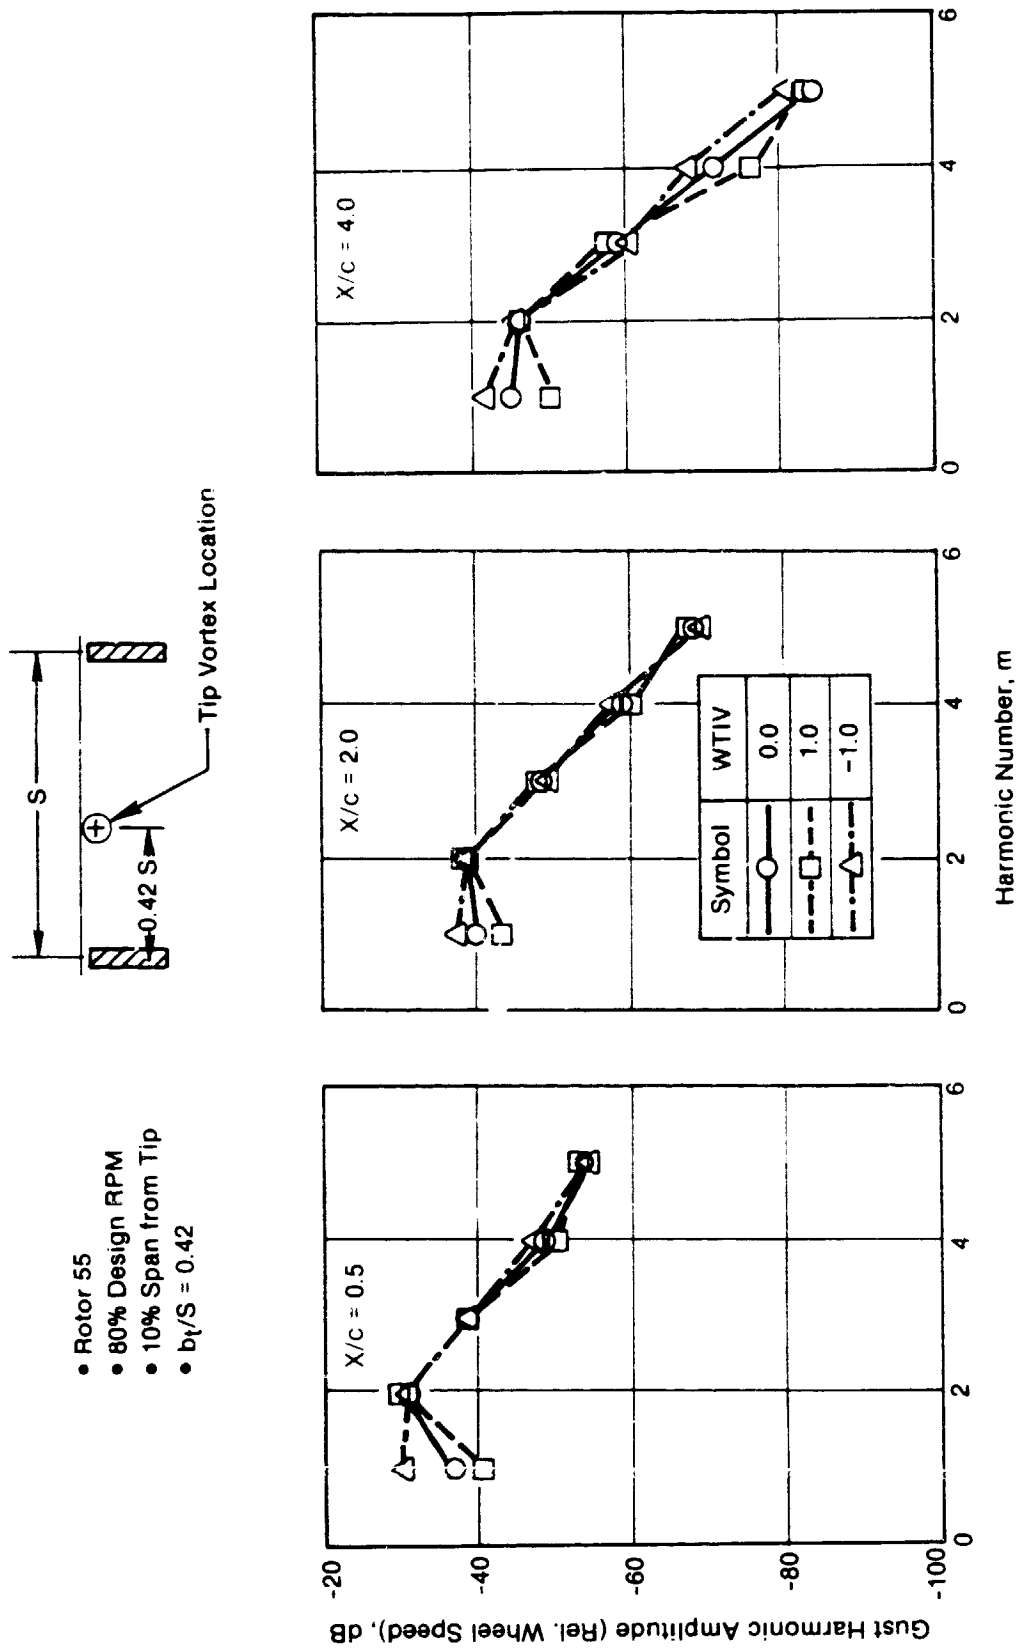 • Rotor 55
• 80% Design RPM
• 10% Span from Tip
• bt/S = 0.42
S
0.42 S
Tip Vortex Location
Gust Harmonic Amplitude (Rel. Wheel Speed), dB
-20
-40
-60
-80
-100
X/c = 0.5
0
2
4
6
X/c = 2.0
0
2
4
6
Symbol
WTIV
0.0
1.0
-1.0
X/c = 4.0
0
2
4
6
Harmonic Number, m